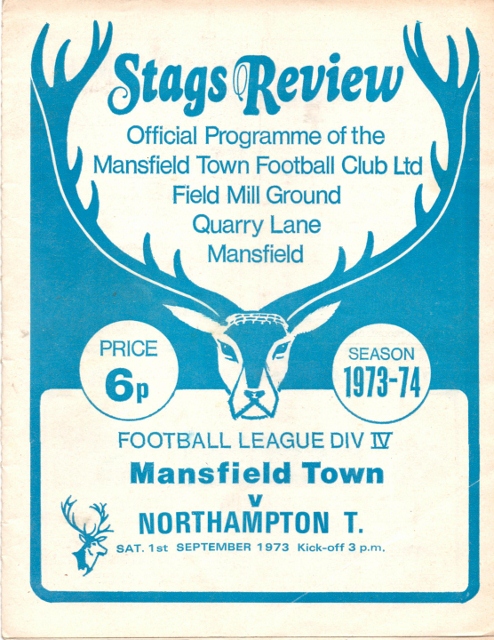 Stags Review
Official Programme of the
Mansfield Town Football Club Ltd
Field Mill Ground
Quarry Lane
Mansfield
PRICE
6p
SEASON
1973-74
FOOTBALL LEAGUE DIV IV
Mansfield Town
v
NORTHAMPTON T.
SAT. 1st SEPTEMBER 1973 Kick-off 3 p.m.